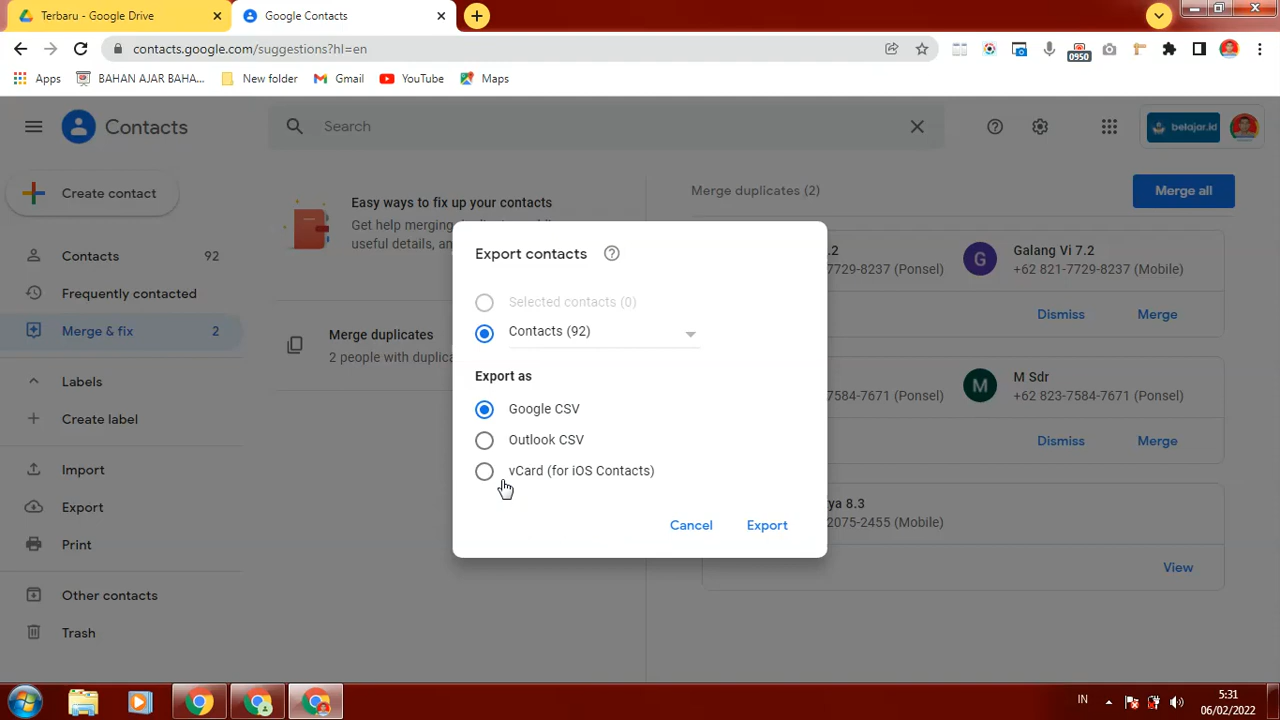 Terbaru - Google Drive
Google Contacts
contacts.google.com/suggestions?hl=en
0950
Apps
BAHAN AJAR BAHA...
New folder
Gmail
YouTube
Maps
Contacts
Search
belajar.id
Create contact
Contacts 92
Frequently contacted
Merge & fix 2
Labels
Create label
Import
Export
Print
Other contacts
Trash
Easy ways to fix up your contacts
Get help merging
useful details, an
Merge duplicates
2 people with duplic
Merge duplicates (2)
Merge all
.2
7729-8237 (Ponsel)
G
Galang Vi 7.2
+62 821-7729-8237 (Mobile)
Dismiss
Merge
7584-7671 (Ponsel)
M
M Sdr
+62 823-7584-7671 (Mobile)
Dismiss
Merge
ya 8.3
2075-2455 (Mobile)
View
Export contacts
Selected contacts (0)
Contacts (92)
Export as
Google CSV
Outlook CSV
vCard (for iOS Contacts)
Cancel
Export
IN
5:31
06/02/2022